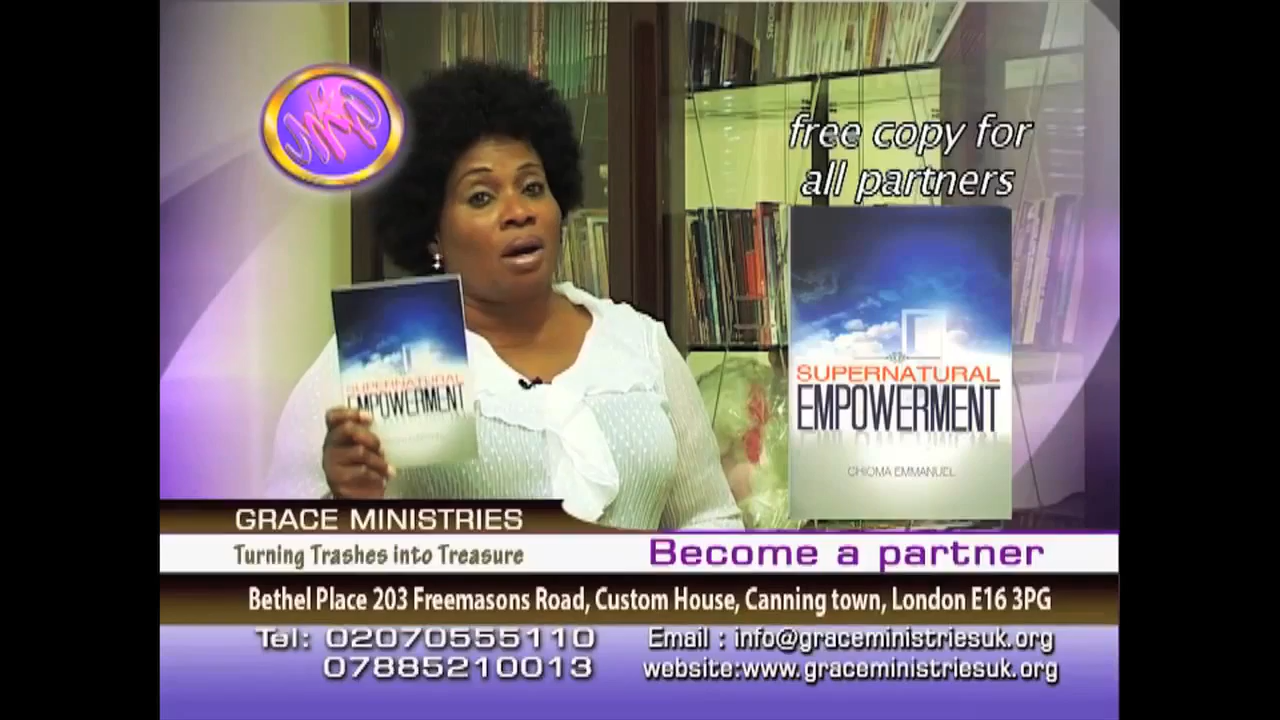 free copy for
all partners
SUPERNATURAL
EMPOWERMENT
SUPERNATURAL
EMPOWERMENT
CHIOMA EMMANUEL
GRACE MINISTRIES
Turning Trashes into Treasure
Become a partner
Bethel Place 203 Freemasons Road, Custom House, Canning town, London E16 3PG
Tel: 02070555110
07885210013
Email : info@graceministriesuk.org
website:www.graceministriesuk.org